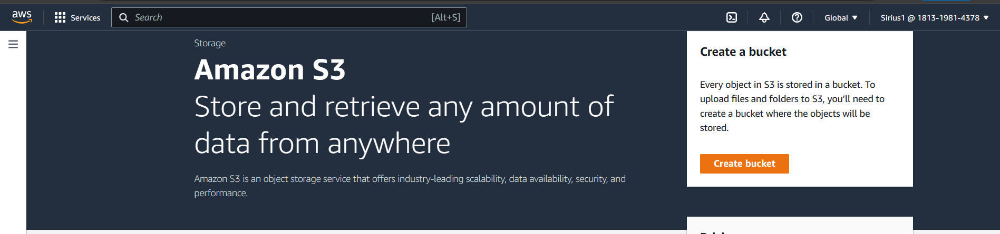 aws
Services
Search
[Alt+S]
Global
Sirius1 @ 1813-1981-4378
Storage
Amazon S3
Store and retrieve any amount of
data from anywhere
Amazon S3 is an object storage service that offers industry-leading scalability, data availability, security, and
performance.
Create a bucket
Every object in S3 is stored in a bucket. To
upload files and folders to S3, you’ll need to
create a bucket where the objects will be
stored.
Create bucket